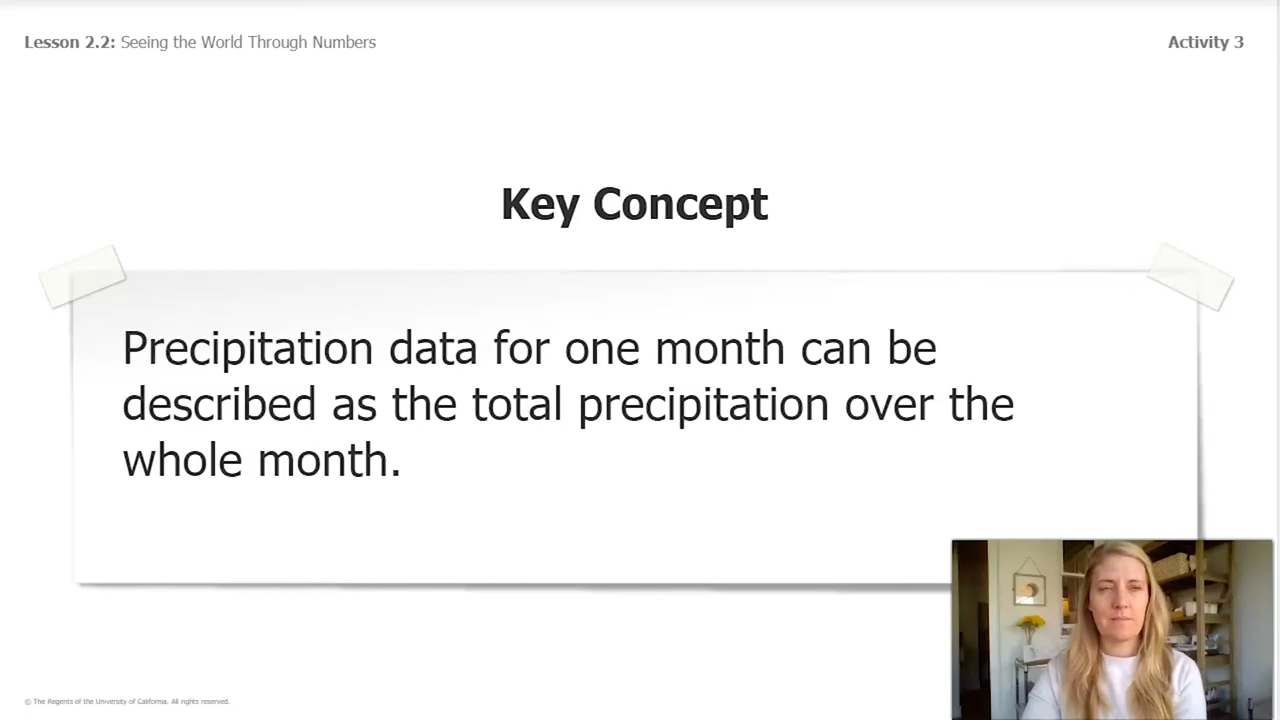 Lesson 2.2: Seeing the World Through Numbers
Activity 3
Key Concept
Precipitation data for one month can be
described as the total precipitation over the
whole month.
© The Regents of the University of California. All rights reserved.